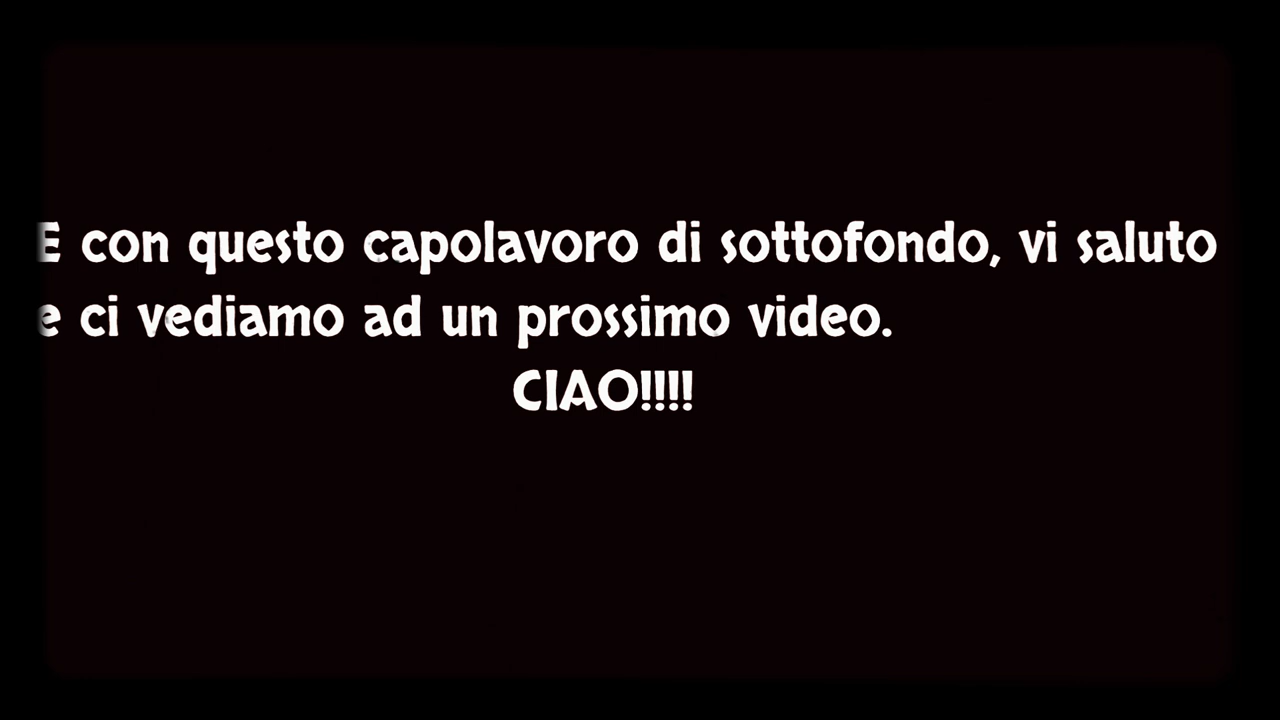 E con questo capolavoro di sottofondo, vi saluto
e ci vediamo ad un prossimo video.
CIAO!!!!